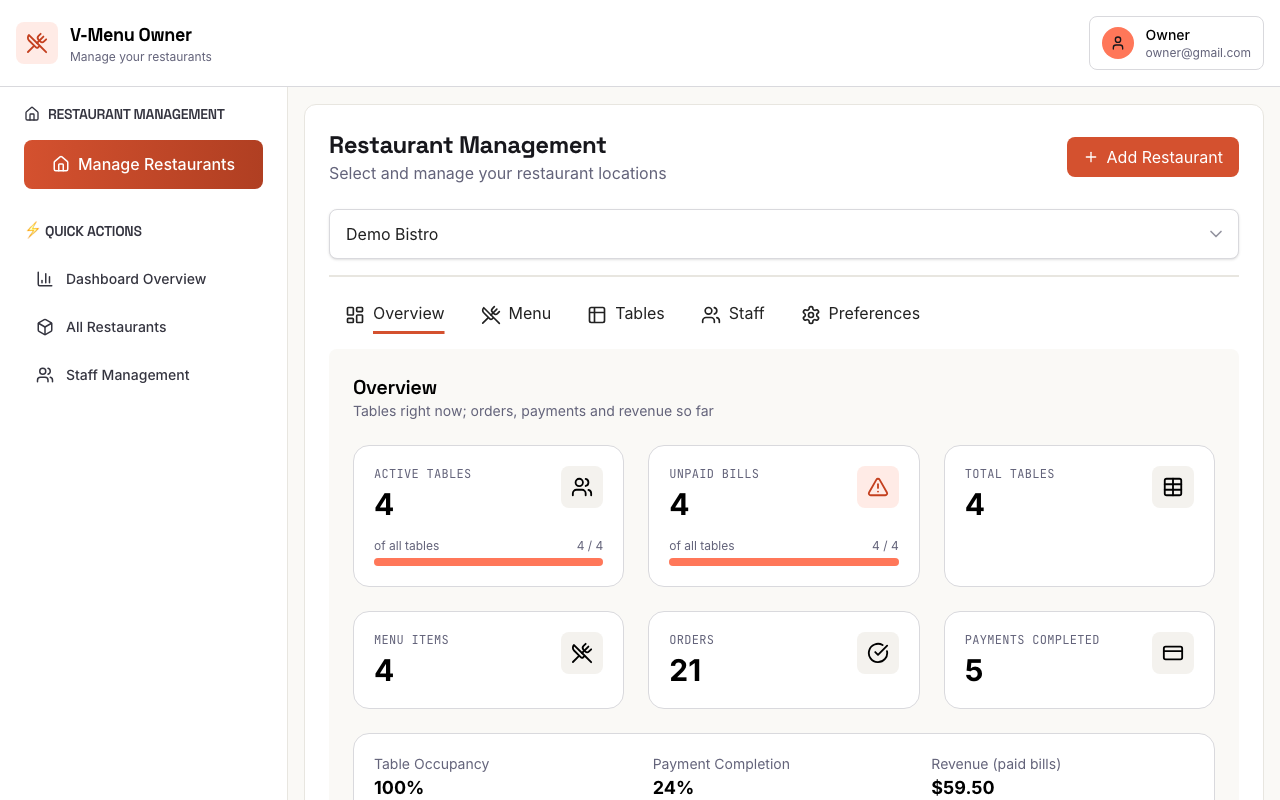 V-Menu Owner
Manage your restaurants
Owner
owner@gmail.com
RESTAURANT MANAGEMENT
Manage Restaurants
QUICK ACTIONS
Dashboard Overview
All Restaurants
Staff Management
Restaurant Management
Select and manage your restaurant locations
+ Add Restaurant
Demo Bistro
Overview Menu Tables Staff Preferences
Overview
Tables right now; orders, payments and revenue so far
ACTIVE TABLES
4
of all tables 4 / 4
UNPAID BILLS
4
of all tables 4 / 4
TOTAL TABLES
4
MENU ITEMS
4
ORDERS
21
PAYMENTS COMPLETED
5
Table Occupancy
100%
Payment Completion
24%
Revenue (paid bills)
$59.50